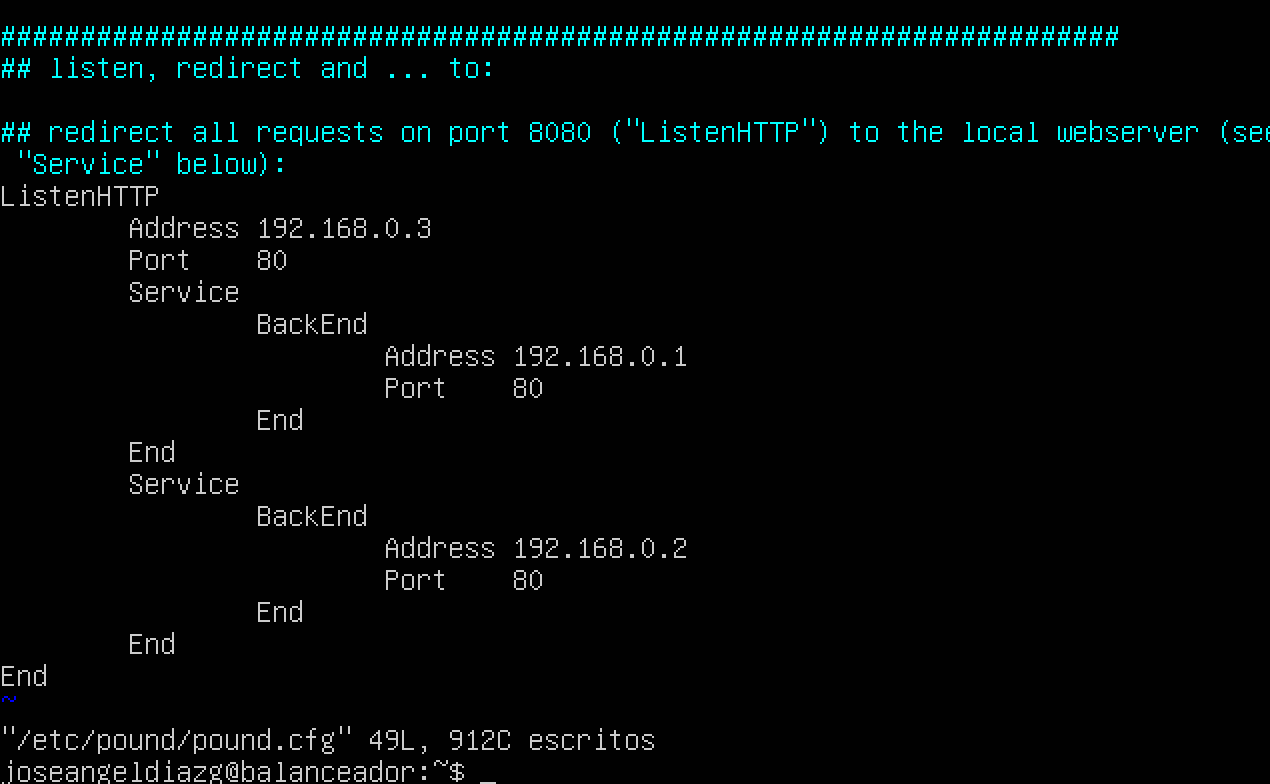 ######################################################################
## listen, redirect and ... to:
## redirect all requests on port 8080 ("ListenHTTP") to the local webserver (see
 "Service" below):
ListenHTTP
        Address 192.168.0.3
        Port    80
        Service
                BackEnd
                        Address 192.168.0.1
                        Port    80
                End
        End
        Service
                BackEnd
                        Address 192.168.0.2
                        Port    80
                End
        End
End
~
"/etc/pound/pound.cfg" 49L, 912C escritos
joseangeldiazg@balanceador:~$ _